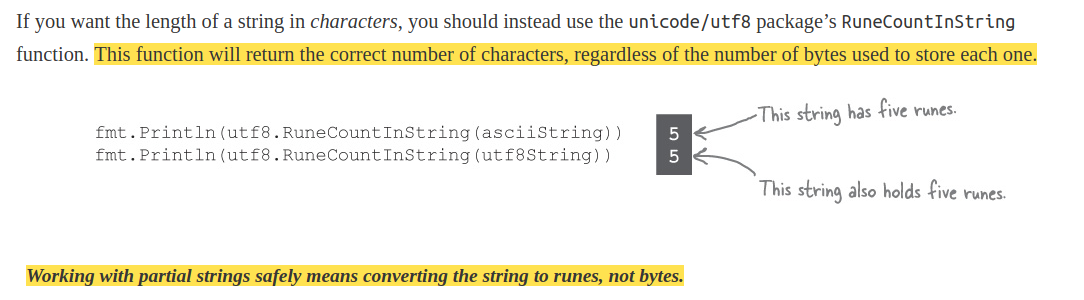 If you want the length of a string in characters, you should instead use the unicode/utf8 package’s RuneCountInString
function. This function will return the correct number of characters, regardless of the number of bytes used to store each one.
This string has five runes.
fmt.Println(utf8.RuneCountInString(asciiString)) 5
fmt.Println(utf8.RuneCountInString(utf8String)) 5
This string also holds five runes.
Working with partial strings safely means converting the string to runes, not bytes.